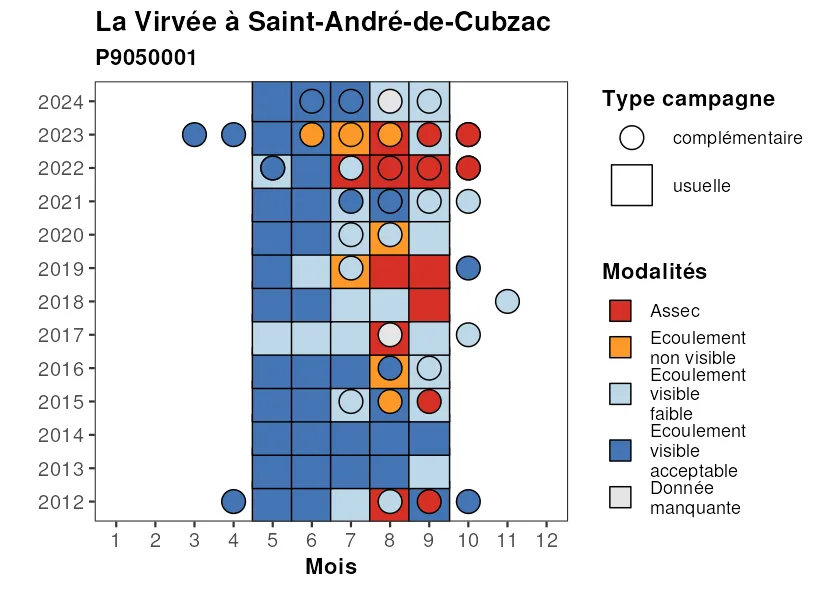 La Virvée à Saint-André-de-Cubzac
P9050001
2024
2023
2022
2021
2020
2019
2018
2017
2016
2015
2014
2013
2012
1 2 3 4 5 6 7 8 9 10 11 12
Mois
Type campagne
complémentaire
usuelle
Modalités
Assec
Ecoulement
non visible
Ecoulement
visible
faible
Ecoulement
visible
acceptable
Donnée
manquante